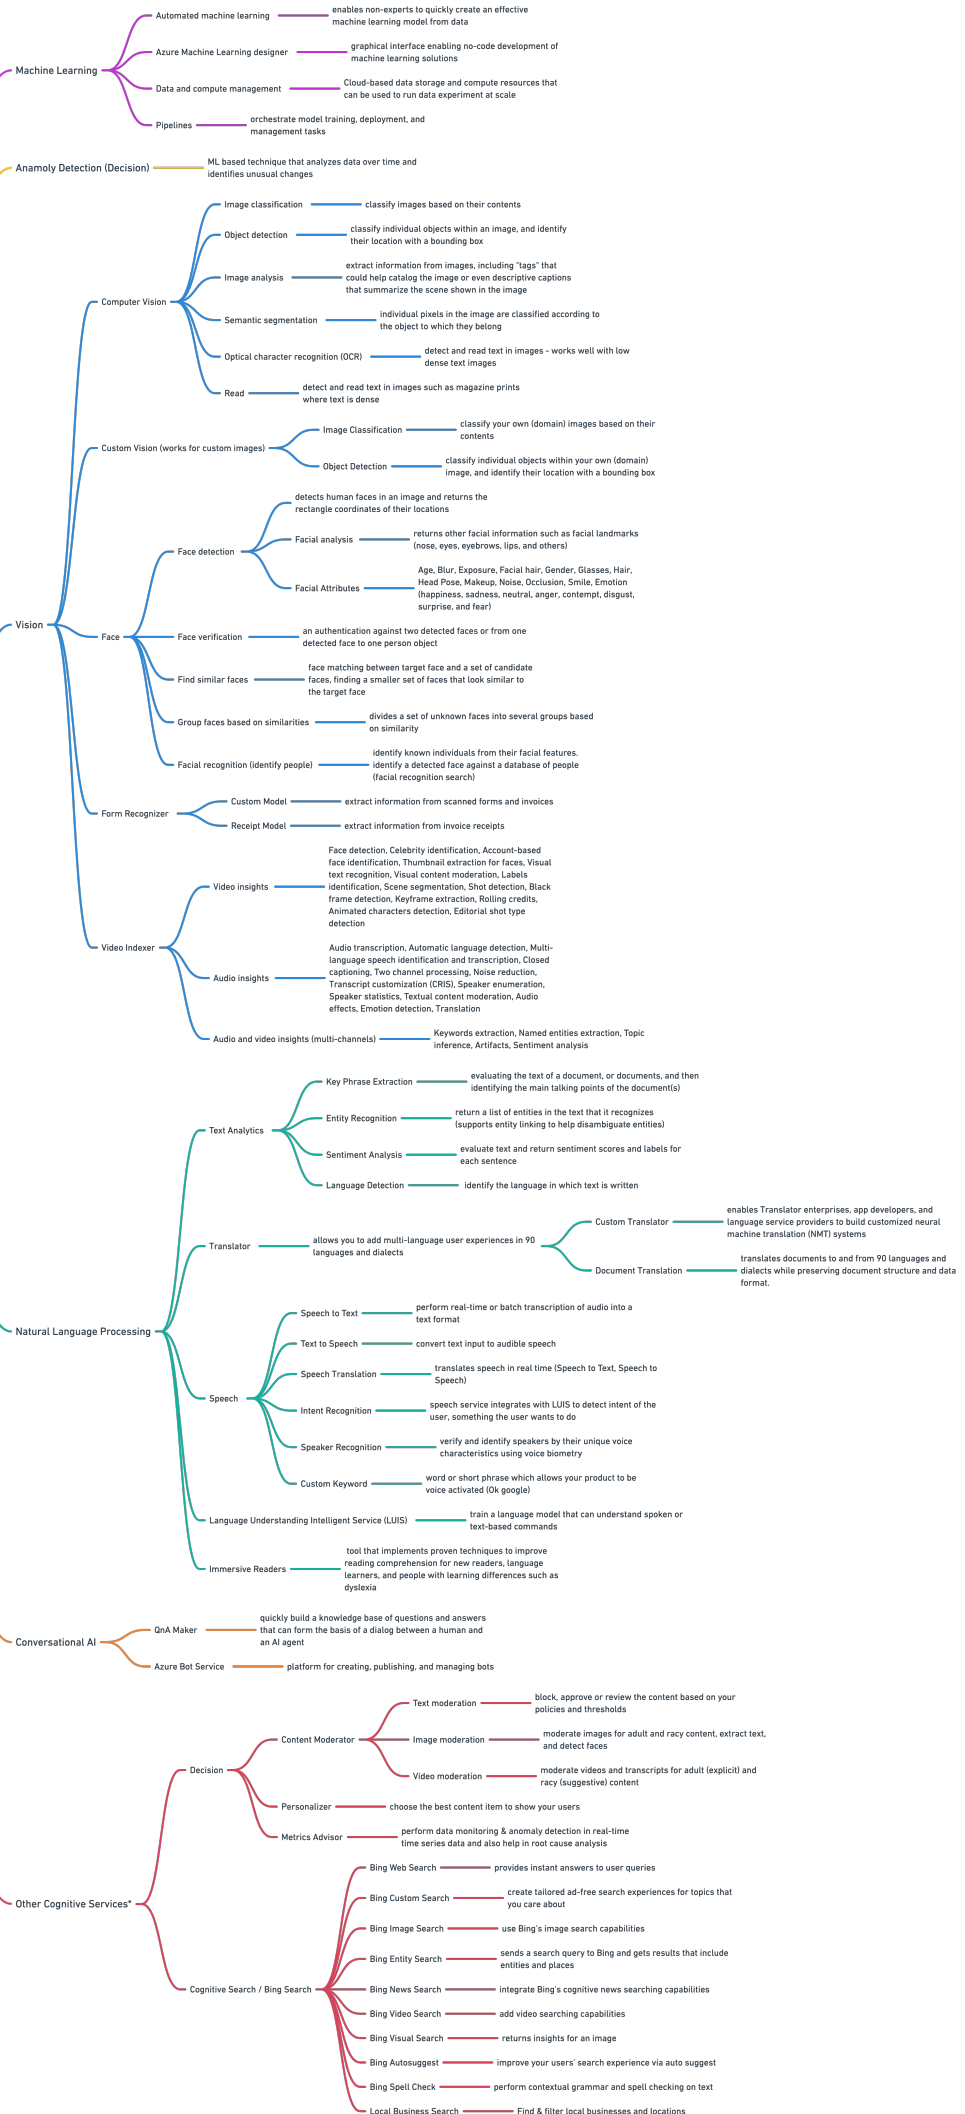 Machine Learning
Automated machine learning
enables non-experts to quickly create an effective
machine learning model from data
Azure Machine Learning designer
graphical interface enabling no-code development of
machine learning solutions
Data and compute management
Cloud-based data storage and compute resources that
can be used to run data experiment at scale
Pipelines
orchestrate model training, deployment, and
management tasks
Anamoly Detection (Decision)
ML based technique that analyzes data over time and
identifies unusual changes
Vision
Computer Vision
Image classification
classify images based on their contents
Object detection
classify individual objects within an image, and identify
their location with a bounding box
Image analysis
extract information from images, including "tags" that
could help catalog the image or even descriptive captions
that summarize the scene shown in the image
Semantic segmentation
individual pixels in the image are classified according to
the object to which they belong
Optical character recognition (OCR)
detect and read text in images - works well with low
dense text images
Read
detect and read text in images such as magazine prints
where text is dense
Custom Vision (works for custom images)
Image Classification
classify your own (domain) images based on their
contents
Object Detection
classify individual objects within your own (domain)
image, and identify their location with a bounding box
Face
Face detection
detects human faces in an image and returns the
rectangle coordinates of their locations
Facial analysis
returns other facial information such as facial landmarks
(nose, eyes, eyebrows, lips, and others)
Facial Attributes
Age, Blur, Exposure, Facial hair, Gender, Glasses, Hair,
Head Pose, Makeup, Noise, Occlusion, Smile, Emotion
(happiness, sadness, neutral, anger, contempt, disgust,
surprise, and fear)
Face verification
an authentication against two detected faces or from one
detected face to one person object
Find similar faces
face matching between target face and a set of candidate
faces, finding a smaller set of faces that look similar to
the target face
Group faces based on similarities
divides a set of unknown faces into several groups based
on similarity
Facial recognition (identify people)
identify known individuals from their facial features.
identify a detected face against a database of people
(facial recognition search)
Form Recognizer
Custom Model
extract information from scanned forms and invoices
Receipt Model
extract information from invoice receipts
Video Indexer
Video insights
Face detection, Celebrity identification, Account-based
face identification, Thumbnail extraction for faces, Visual
text recognition, Visual content moderation, Labels
identification, Scene segmentation, Shot detection, Black
frame detection, Keyframe extraction, Rolling credits,
Animated characters detection, Editorial shot type
detection
Audio insights
Audio transcription, Automatic language detection, Multi-
language speech identification and transcription, Closed
captioning, Two channel processing, Noise reduction,
Transcript customization (CRIS), Speaker enumeration,
Speaker statistics, Textual content moderation, Audio
effects, Emotion detection, Translation
Audio and video insights (multi-channels)
Keywords extraction, Named entities extraction, Topic
inference, Artifacts, Sentiment analysis
Natural Language Processing
Text Analytics
Key Phrase Extraction
evaluating the text of a document, or documents, and then
identifying the main talking points of the document(s)
Entity Recognition
return a list of entities in the text that it recognizes
(supports entity linking to help disambiguate entities)
Sentiment Analysis
evaluate text and return sentiment scores and labels for
each sentence
Language Detection
identify the language in which text is written
Translator
allows you to add multi-language user experiences in 90
languages and dialects
Custom Translator
enables Translator enterprises, app developers, and
language service providers to build customized neural
machine translation (NMT) systems
Document Translation
translates documents to and from 90 languages and
dialects while preserving document structure and data
format.
Speech
Speech to Text
perform real-time or batch transcription of audio into a
text format
Text to Speech
convert text input to audible speech
Speech Translation
translates speech in real time (Speech to Text, Speech to
Speech)
Intent Recognition
speech service integrates with LUIS to detect intent of the
user, something the user wants to do
Speaker Recognition
verify and identify speakers by their unique voice
characteristics using voice biometry
Custom Keyword
word or short phrase which allows your product to be
voice activated (Ok google)
Language Understanding Intelligent Service (LUIS)
train a language model that can understand spoken or
text-based commands
Immersive Readers
tool that implements proven techniques to improve
reading comprehension for new readers, language
learners, and people with learning differences such as
dyslexia
Conversational AI
QnA Maker
quickly build a knowledge base of questions and answers
that can form the basis of a dialog between a human and
an AI agent
Azure Bot Service
platform for creating, publishing, and managing bots
Other Cognitive Services*
Decision
Content Moderator
Text moderation
block, approve or review the content based on your
policies and thresholds
Image moderation
moderate images for adult and racy content, extract text,
and detect faces
Video moderation
moderate videos and transcripts for adult (explicit) and
racy (suggestive) content
Personalizer
choose the best content item to show your users
Metrics Advisor
perform data monitoring & anomaly detection in real-time
time series data and also help in root cause analysis
Cognitive Search / Bing Search
Bing Web Search
provides instant answers to user queries
Bing Custom Search
create tailored ad-free search experiences for topics that
you care about
Bing Image Search
use Bing's image search capabilities
Bing Entity Search
sends a search query to Bing and gets results that include
entities and places
Bing News Search
integrate Bing's cognitive news searching capabilities
Bing Video Search
add video searching capabilities
Bing Visual Search
returns insights for an image
Bing Autosuggest
improve your users' search experience via auto suggest
Bing Spell Check
perform contextual grammar and spell checking on text
Local Business Search
Find & filter local businesses and locations